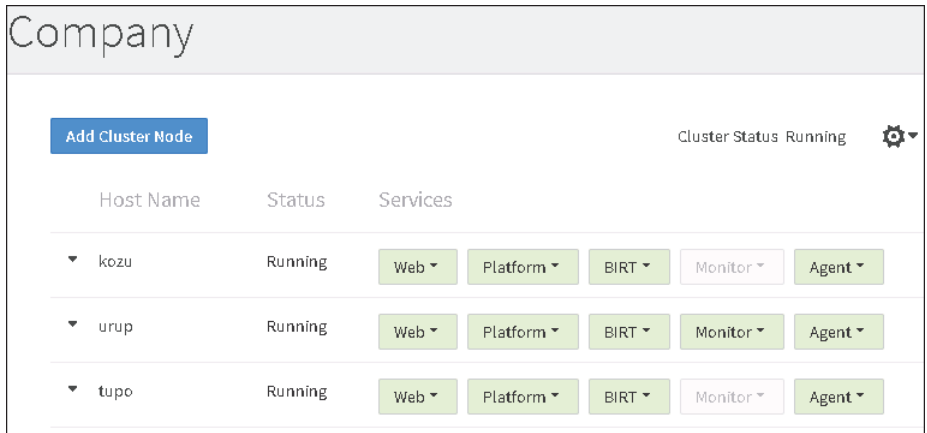 Company
Add Cluster Node Cluster Status Running
Host Name Status Services
kozu Running Web Platform BIRT Monitor Agent
urup Running Web Platform BIRT Monitor Agent
tupo Running Web Platform BIRT Monitor Agent